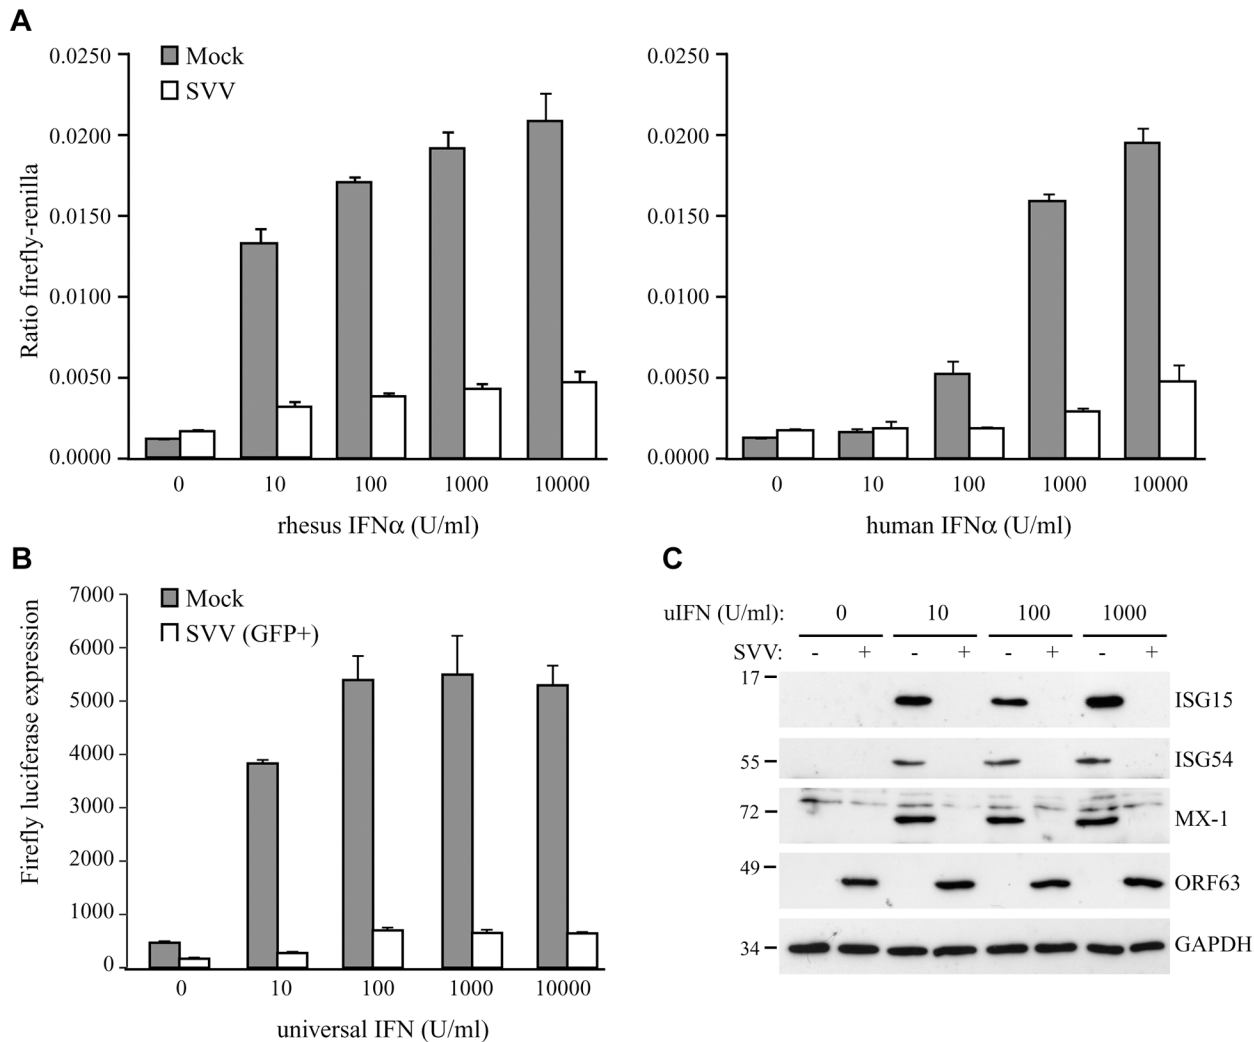 A
Mock
SVV
Ratio firefly-renilla
0.0250
0.0200
0.0150
0.0100
0.0050
0.0000
0 10 100 1000 10000
rhesus IFNα (U/ml)
0.0250
0.0200
0.0150
0.0100
0.0050
0.0000
0 10 100 1000 10000
human IFNα (U/ml)
B
Mock
SVV (GFP+)
Firefly luciferase expression
7000
6000
5000
4000
3000
2000
1000
0
0 10 100 1000 10000
universal IFN (U/ml)
C
uIFN (U/ml): 0 10 100 1000
SVV: - + - + - + - +
17 ISG15
55 ISG54
72 MX-1
49 ORF63
34 GAPDH